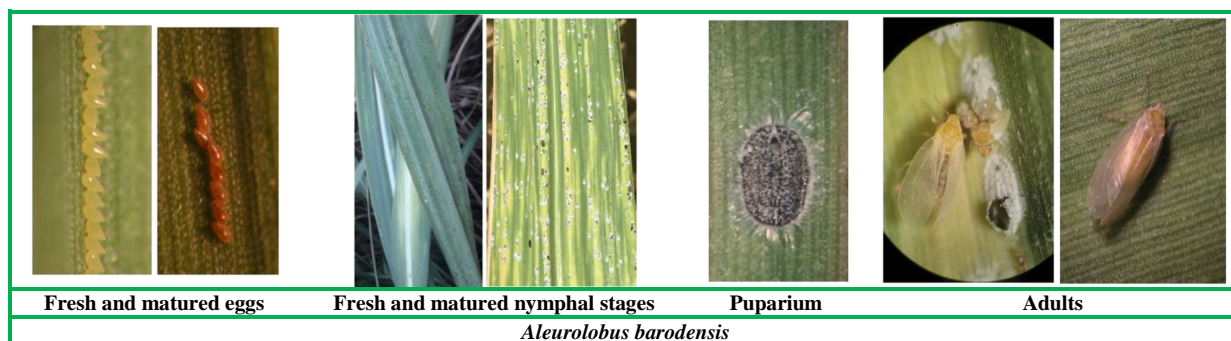 Fresh and matured eggs
Fresh and matured nymphal stages
Puparium
Adults
Aleurolobus barodensis